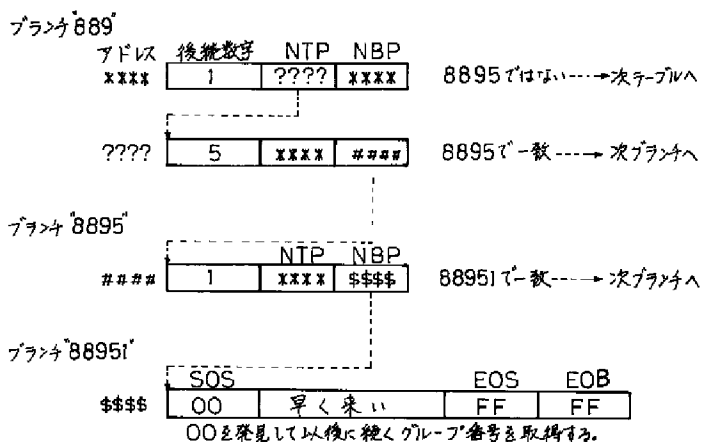 ブランチ"889"
アドレス 後続数字 NTP NBP
**** 1 ???? **** 8895ではない----→次テーブルへ
???? 5 **** #### 8895で一致----→次ブランチへ
ブランチ"8895"
NTP NBP
#### 1 **** $$$$ 88951で一致----→次ブランチへ
ブランチ"88951"
SOS EOS EOB
$$$$ 00 早く来い FF FF
00を発見して以後に続くグループ番号を取得する。